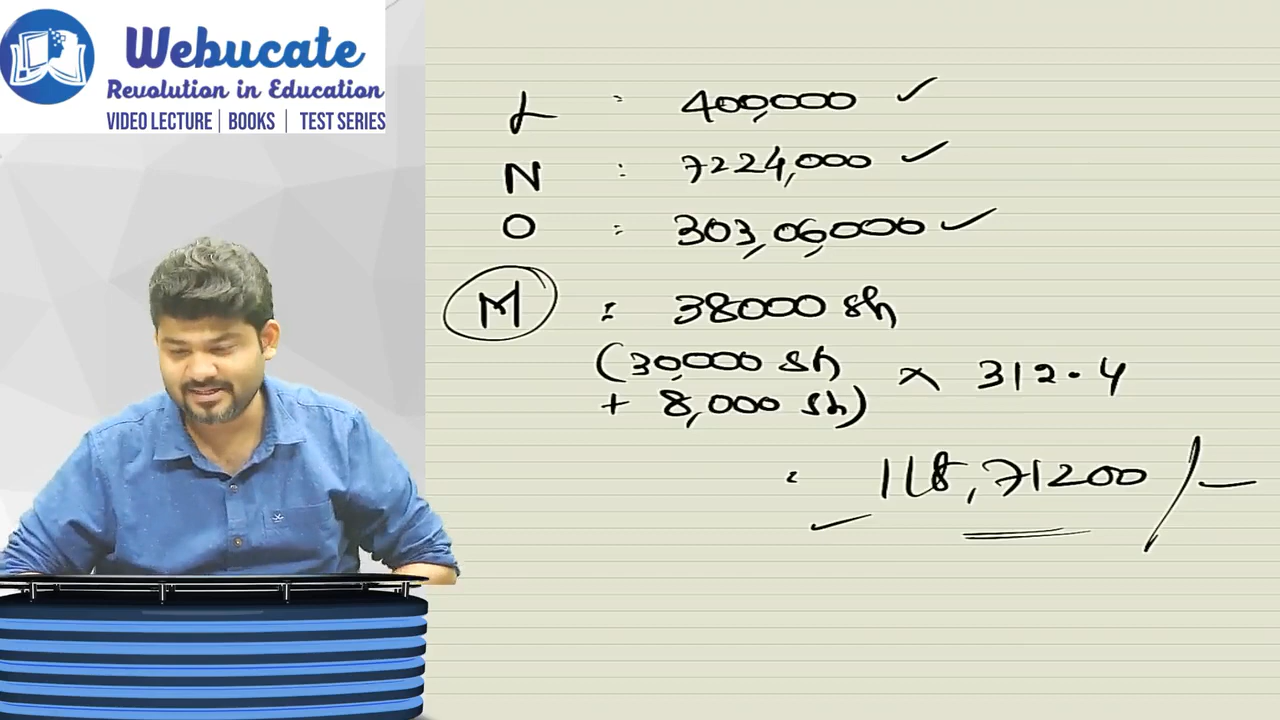 Webucate
Revolution in Education
VIDEO LECTURE | BOOKS | TEST SERIES
L : 400,000 ✓
N : 7224,000 ✓
O : 303,06,000 ✓
M : 38000 sh
(30,000 sh
+ 8,000 sh) × 312.4
= 118,71200/-